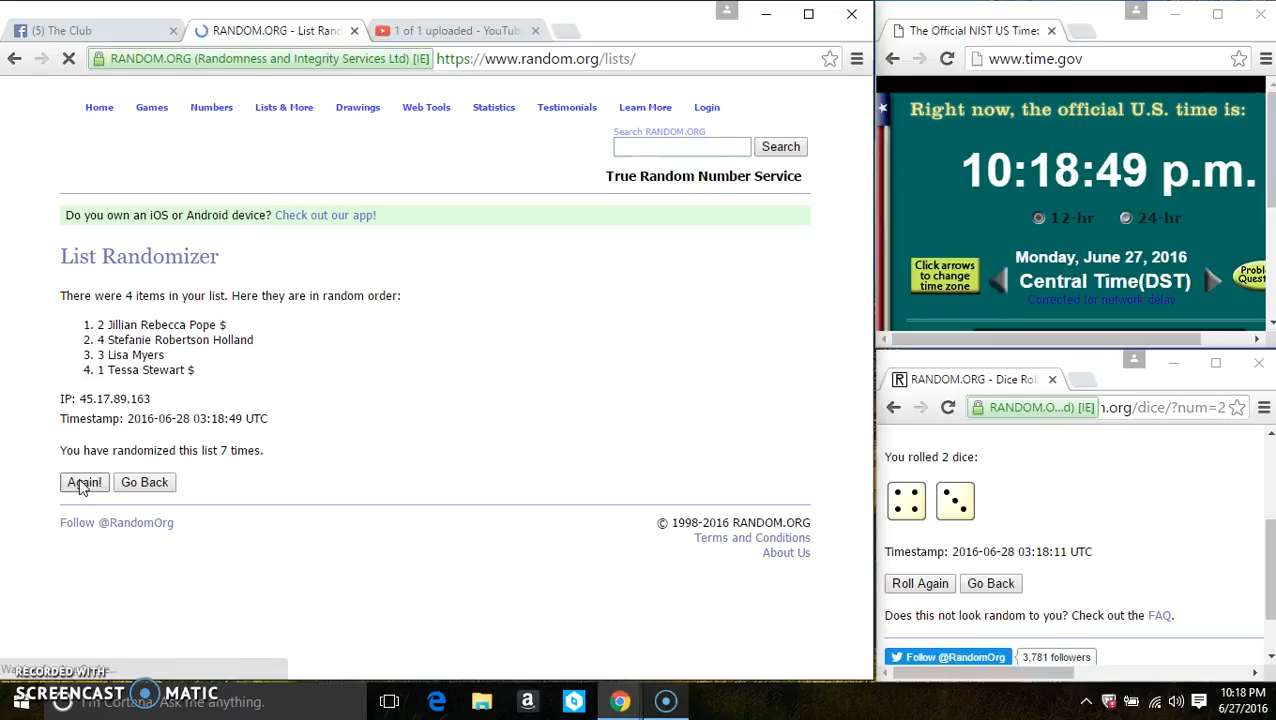 (5) The Club
RANDOM.ORG - List Ran
1 of 1 uploaded - YouTub
RANDOM.ORG (Randomness and Integrity Services Ltd) [IE]
https://www.random.org/lists/
Home
Games
Numbers
Lists & More
Drawings
Web Tools
Statistics
Testimonials
Learn More
Login
Search RANDOM.ORG
Search
True Random Number Service
Do you own an iOS or Android device? Check out our app!
List Randomizer
There were 4 items in your list. Here they are in random order:
1. 2 Jillian Rebecca Pope $
2. 4 Stefanie Robertson Holland
3. 3 Lisa Myers
4. 1 Tessa Stewart $
IP: 45.17.89.163
Timestamp: 2016-06-28 03:18:49 UTC
You have randomized this list 7 times.
Again!
Go Back
Follow @RandomOrg
© 1998-2016 RANDOM.ORG
Terms and Conditions
About Us
The Official NIST US Time:
www.time.gov
Right now, the official U.S. time is:
10:18:49 p.m.
12-hr
24-hr
Click arrows
to change
time zone
Monday, June 27, 2016
Central Time(DST)
Corrected for network delay
RANDOM.ORG - Dice Rol
RANDOM.O...d) [IE]
m.org/dice/?num=2
You rolled 2 dice:
Timestamp: 2016-06-28 03:18:11 UTC
Roll Again
Go Back
Does this not look random to you? Check out the FAQ.
Follow @RandomOrg
3,781 followers
RECORDED WITH
SCREENCAST MATIC
I'm Cortana. Ask me anything.
10:18 PM
6/27/2016